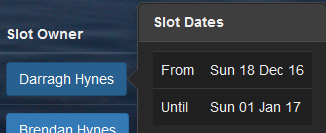 Slot Owner
Darragh Hynes
Brendan Hynes
Slot Dates
From Sun 18 Dec 16
Until Sun 01 Jan 17